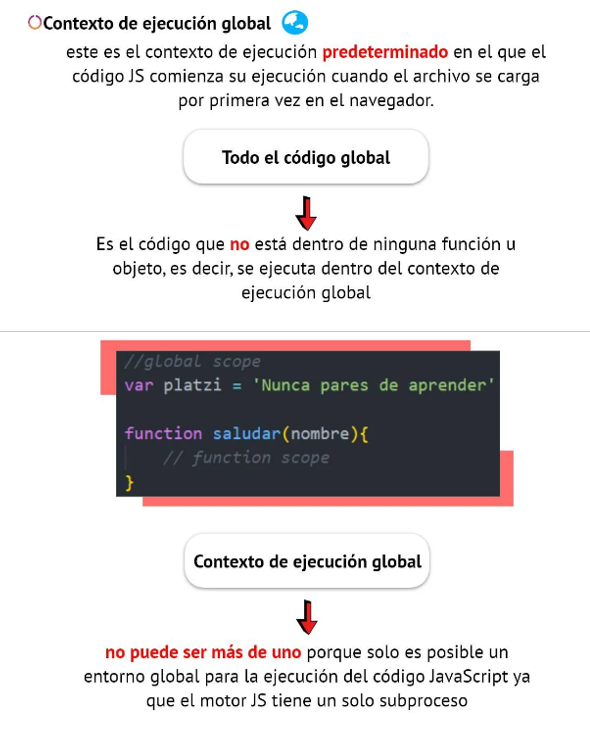 Contexto de ejecución global
este es el contexto de ejecución predeterminado en el que el
código JS comienza su ejecución cuando el archivo se carga
por primera vez en el navegador.
Todo el código global
Es el código que no está dentro de ninguna función u
objeto, es decir, se ejecuta dentro del contexto de
ejecución global
//global scope
var platzi = 'Nunca pares de aprender'
function saludar(nombre){
// function scope
}
Contexto de ejecución global
no puede ser más de uno porque solo es posible un
entorno global para la ejecución del código JavaScript ya
que el motor JS tiene un solo subproceso